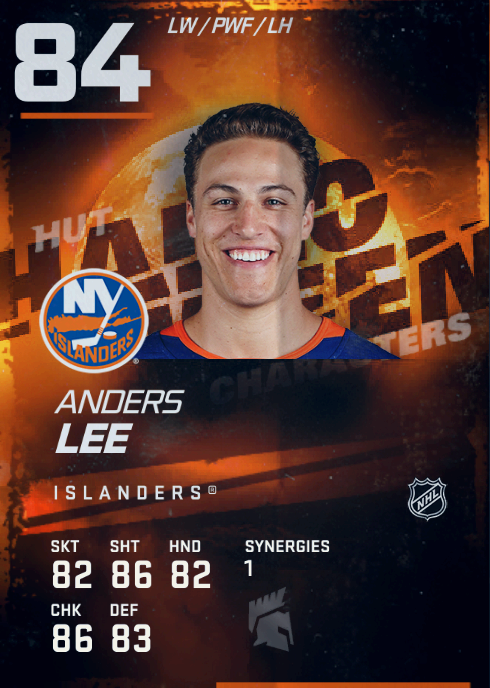 84
LW / PWF / LH
HUT
NY
ISLANDERS
CHARACTERS
ANDERS
LEE
ISLANDERS®
NHL
SKT SHT HND SYNERGIES
82 86 82 1
CHK DEF
86 83